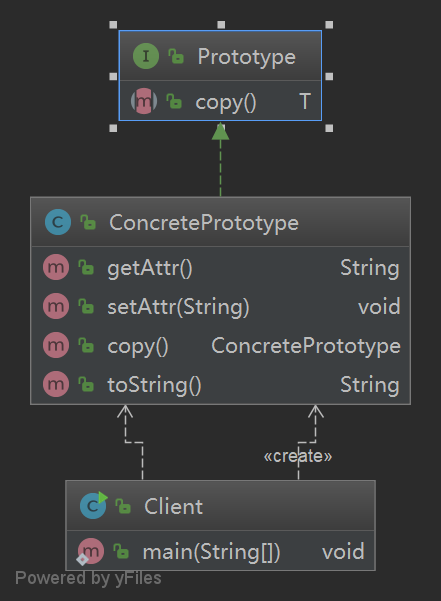 I Prototype
m copy() T
C ConcretePrototype
m getAttr() String
m setAttr(String) void
m copy() ConcretePrototype
m toString() String
«create»
C Client
m main(String[]) void
Powered by yFiles